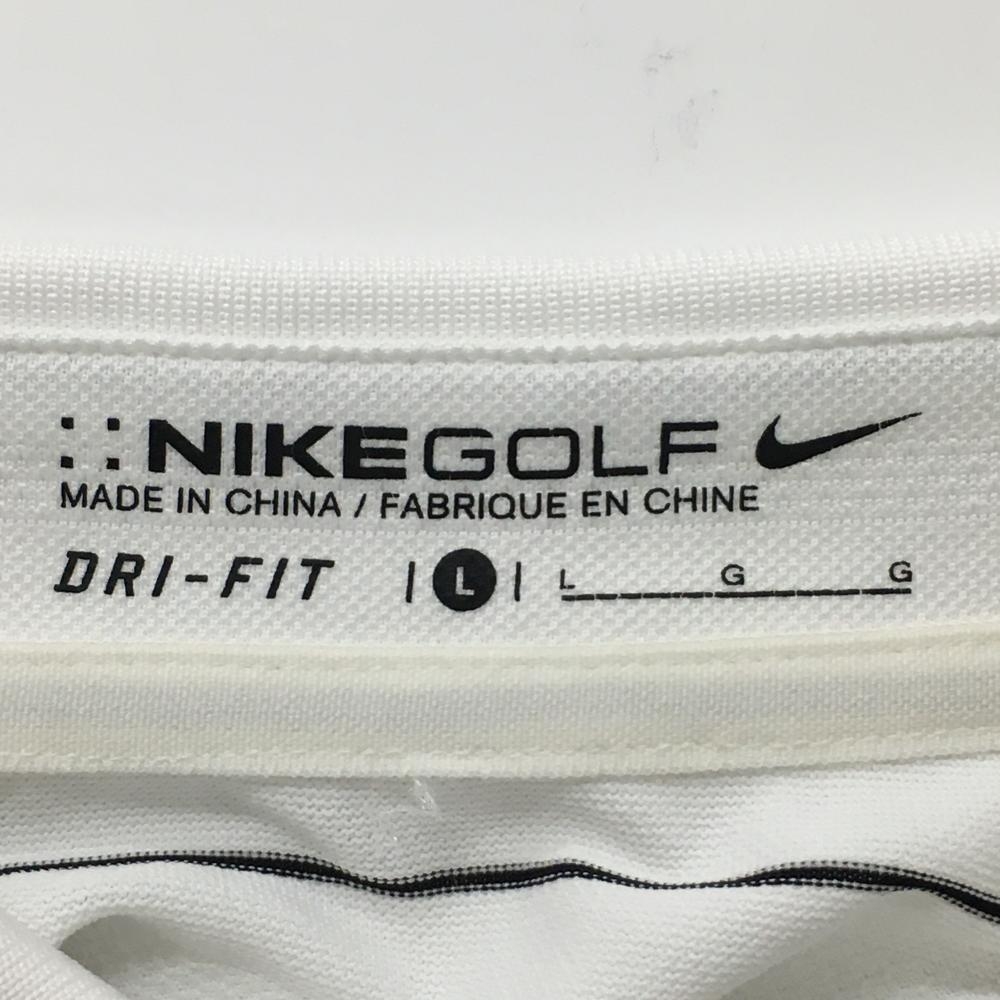 NIKEGOLF
MADE IN CHINA / FABRIQUE EN CHINE
DRI-FIT | L | L G G